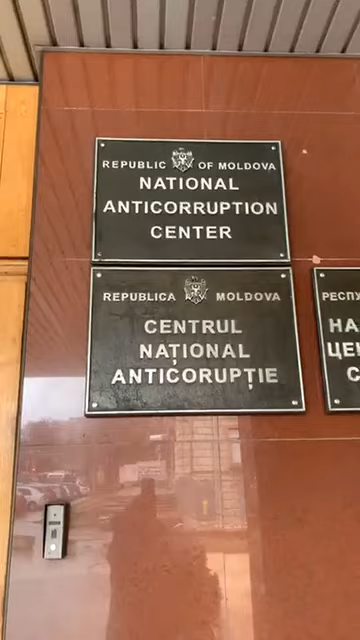 REPUBLIC OF MOLDOVA
NATIONAL
ANTICORRUPTION
CENTER
REPUBLICA MOLDOVA
CENTRUL
NAȚIONAL
ANTICORUPȚIE